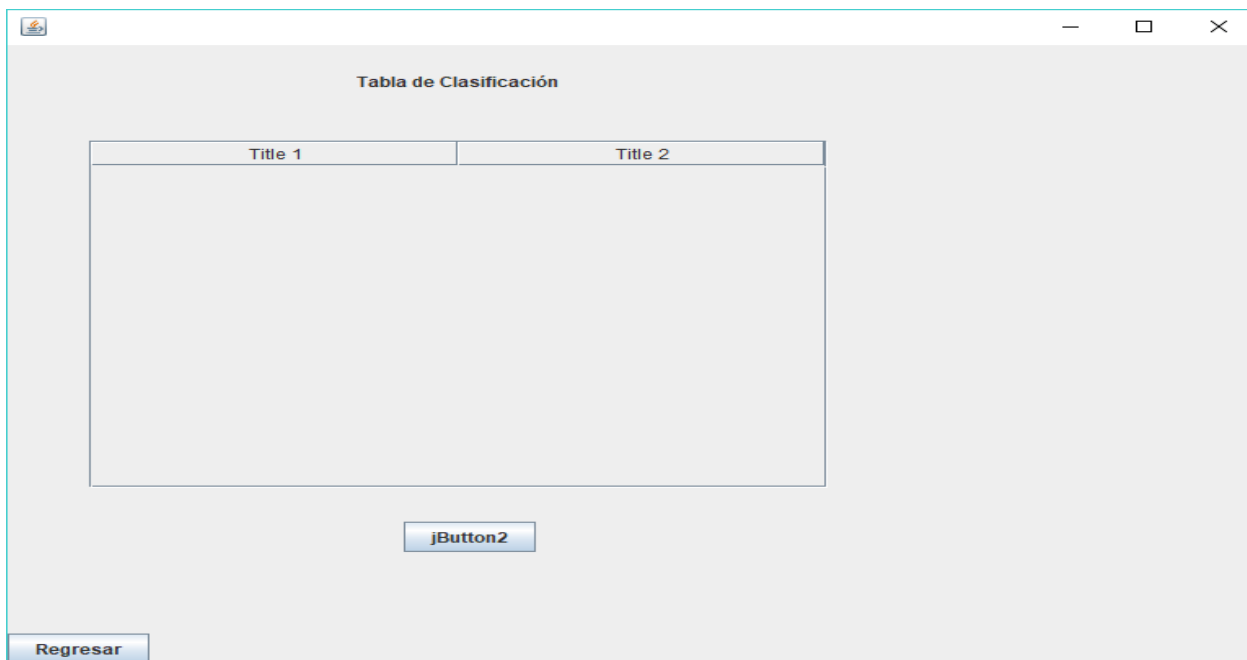 Tabla de Clasificación
Title 1 Title 2
jButton2
Regresar